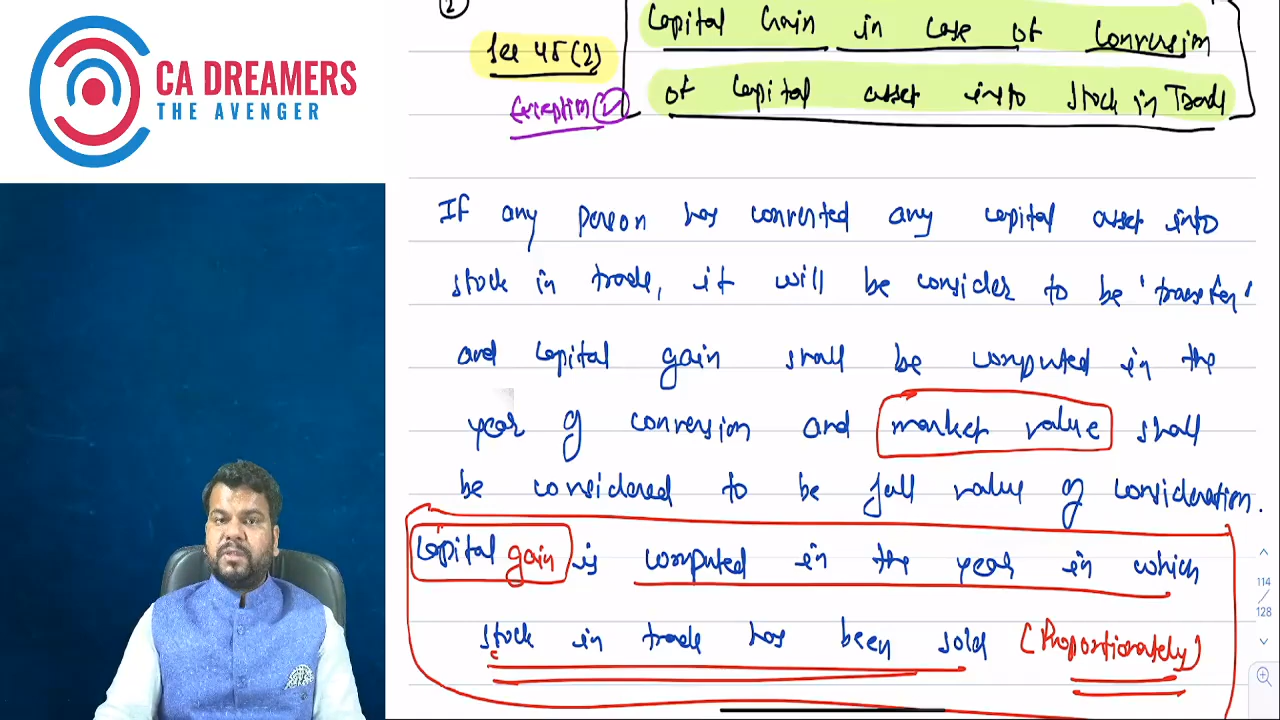 2
CA DREAMERS
THE AVENGER
Sec 45(2)
Exception 1
Capital Gain in case of Conversion
of Capital asset into Stock in Trade
If any person has converted any capital asset into
stock in trade, it will be consider to be 'transfer'
and capital gain shall be computed in the
year of conversion and market value shall
be considered to be full value of consideration.
Capital gain is computed in the year in which
stock in trade has been sold (Proportionately)
114
/
128